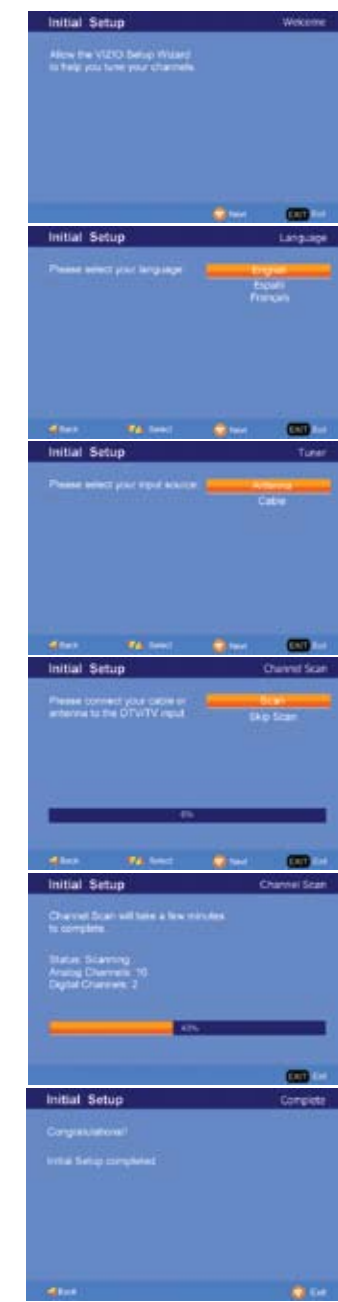 Initial Setup Welcome
Allow the VIZIO Setup Wizard
to help you tune your channels.
Next EXIT Exit
Initial Setup Language
Please select your language English
Español
Français
Back Select Next EXIT Exit
Initial Setup Tuner
Please select your input source Antenna
Cable
Back Select Next EXIT Exit
Initial Setup Channel Scan
Please connect your cable or Scan
antenna to the DTV/TV input. Skip Scan
0%
Back Select Next EXIT Exit
Initial Setup Channel Scan
Channel Scan will take a few minutes
to complete.
Status: Scanning
Analog Channels:
Digital Channels: 2
EXIT Exit
Initial Setup Complete
Congratulations!
Initial Setup completed
Back Exit